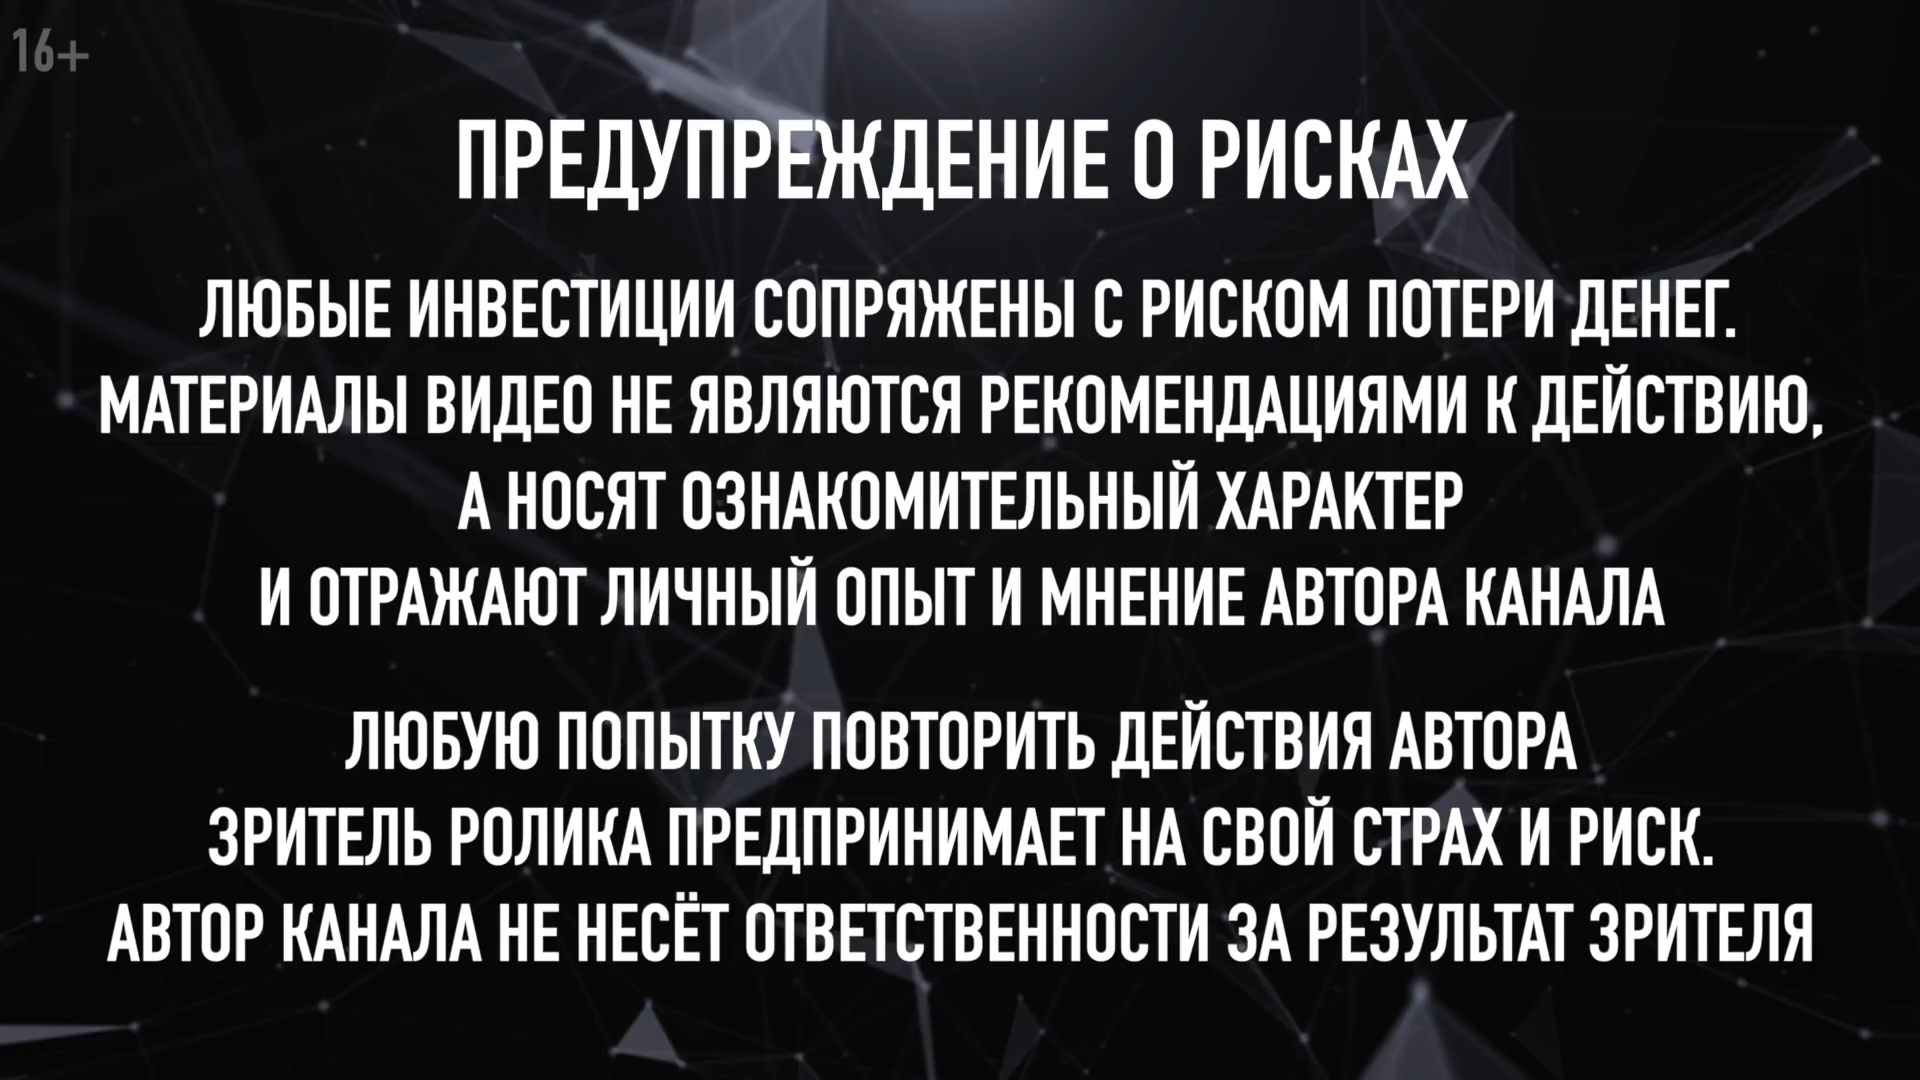 16+
ПРЕДУПРЕЖДЕНИЕ О РИСКАХ
ЛЮБЫЕ ИНВЕСТИЦИИ СОПРЯЖЕНЫ С РИСКОМ ПОТЕРИ ДЕНЕГ.
МАТЕРИАЛЫ ВИДЕО НЕ ЯВЛЯЮТСЯ РЕКОМЕНДАЦИЯМИ К ДЕЙСТВИЮ,
А НОСЯТ ОЗНАКОМИТЕЛЬНЫЙ ХАРАКТЕР
И ОТРАЖАЮТ ЛИЧНЫЙ ОПЫТ И МНЕНИЕ АВТОРА КАНАЛА
ЛЮБУЮ ПОПЫТКУ ПОВТОРИТЬ ДЕЙСТВИЯ АВТОРА
ЗРИТЕЛЬ РОЛИКА ПРЕДПРИНИМАЕТ НА СВОЙ СТРАХ И РИСК.
АВТОР КАНАЛА НЕ НЕСЁТ ОТВЕТСТВЕННОСТИ ЗА РЕЗУЛЬТАТ ЗРИТЕЛЯ